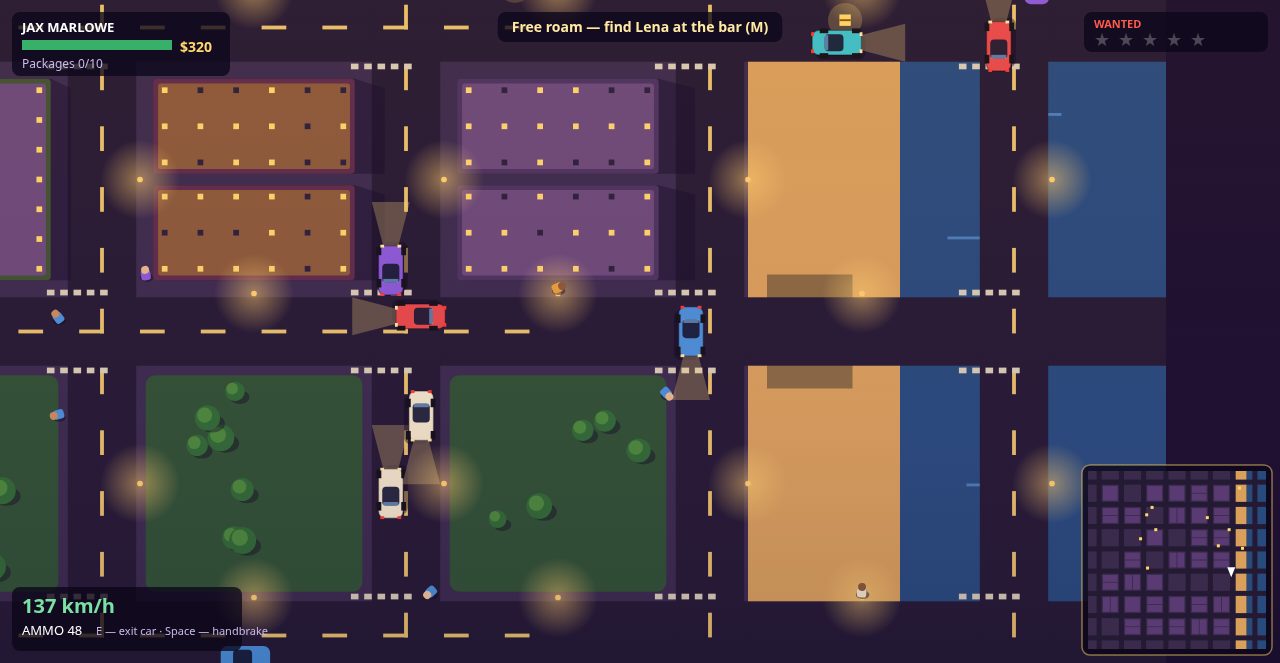 JAX MARLOWE
$320
Packages 0/10
Free roam — find Lena at the bar (M)
WANTED
137 km/h
AMMO 48 E — exit car · Space — handbrake